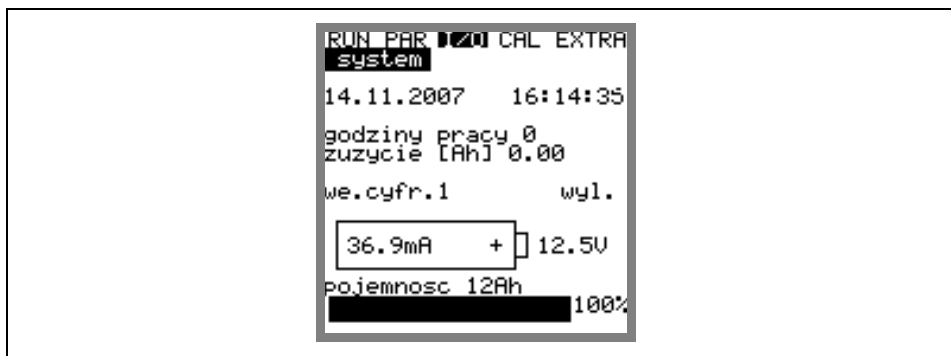 RUN PAR I/O CAL EXTRA
system
14.11.2007 16:14:35
godziny pracy 0
zuzycie [Ah] 0.00
we.cyfr.1 wyl.
36.9mA + 12.5V
pojemnosc 12Ah
100%